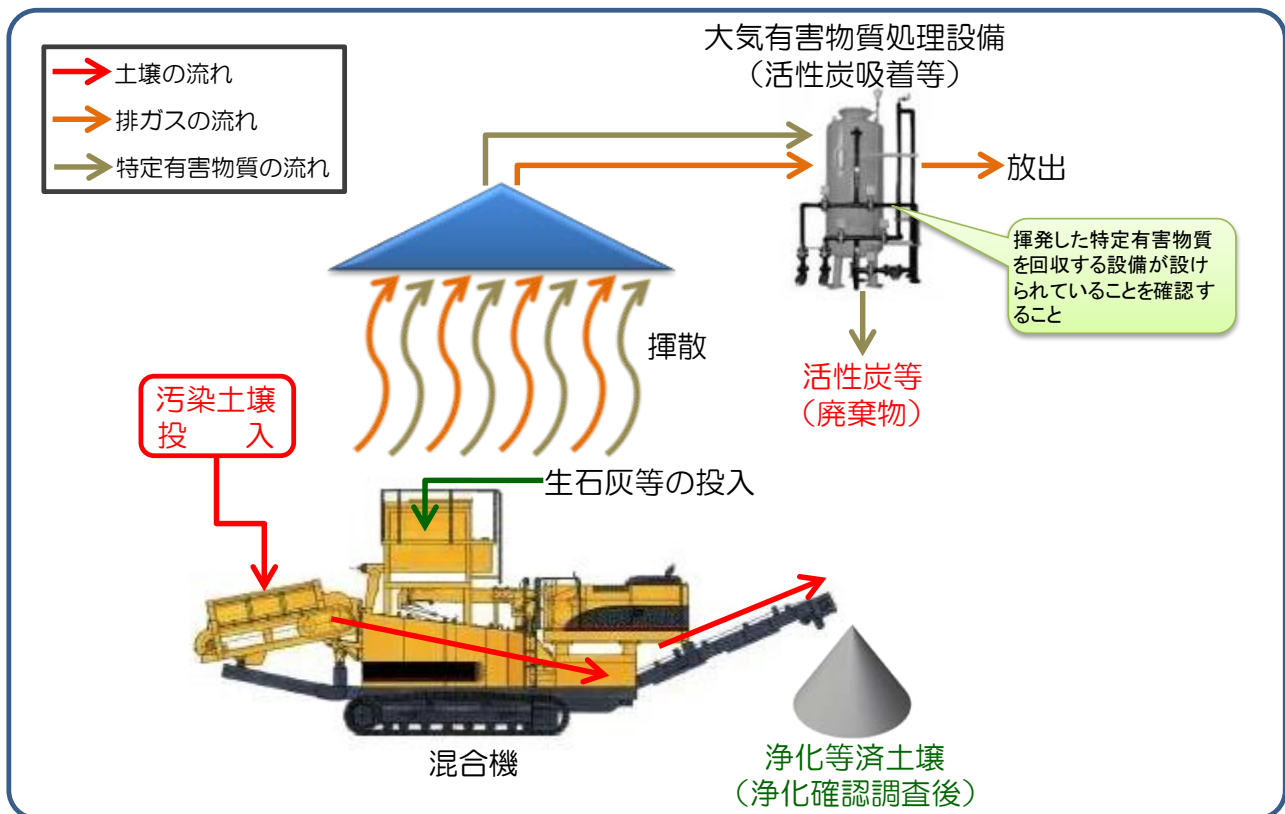 大気有害物質処理設備
（活性炭吸着等）
土壌の流れ
排ガスの流れ
特定有害物質の流れ
放出
揮発した特定有害物質
を回収する設備が設け
られていることを確認す
ること
揮散
活性炭等
（廃棄物）
汚染土壌
投　入
生石灰等の投入
混合機
浄化等済土壌
（浄化確認調査後）